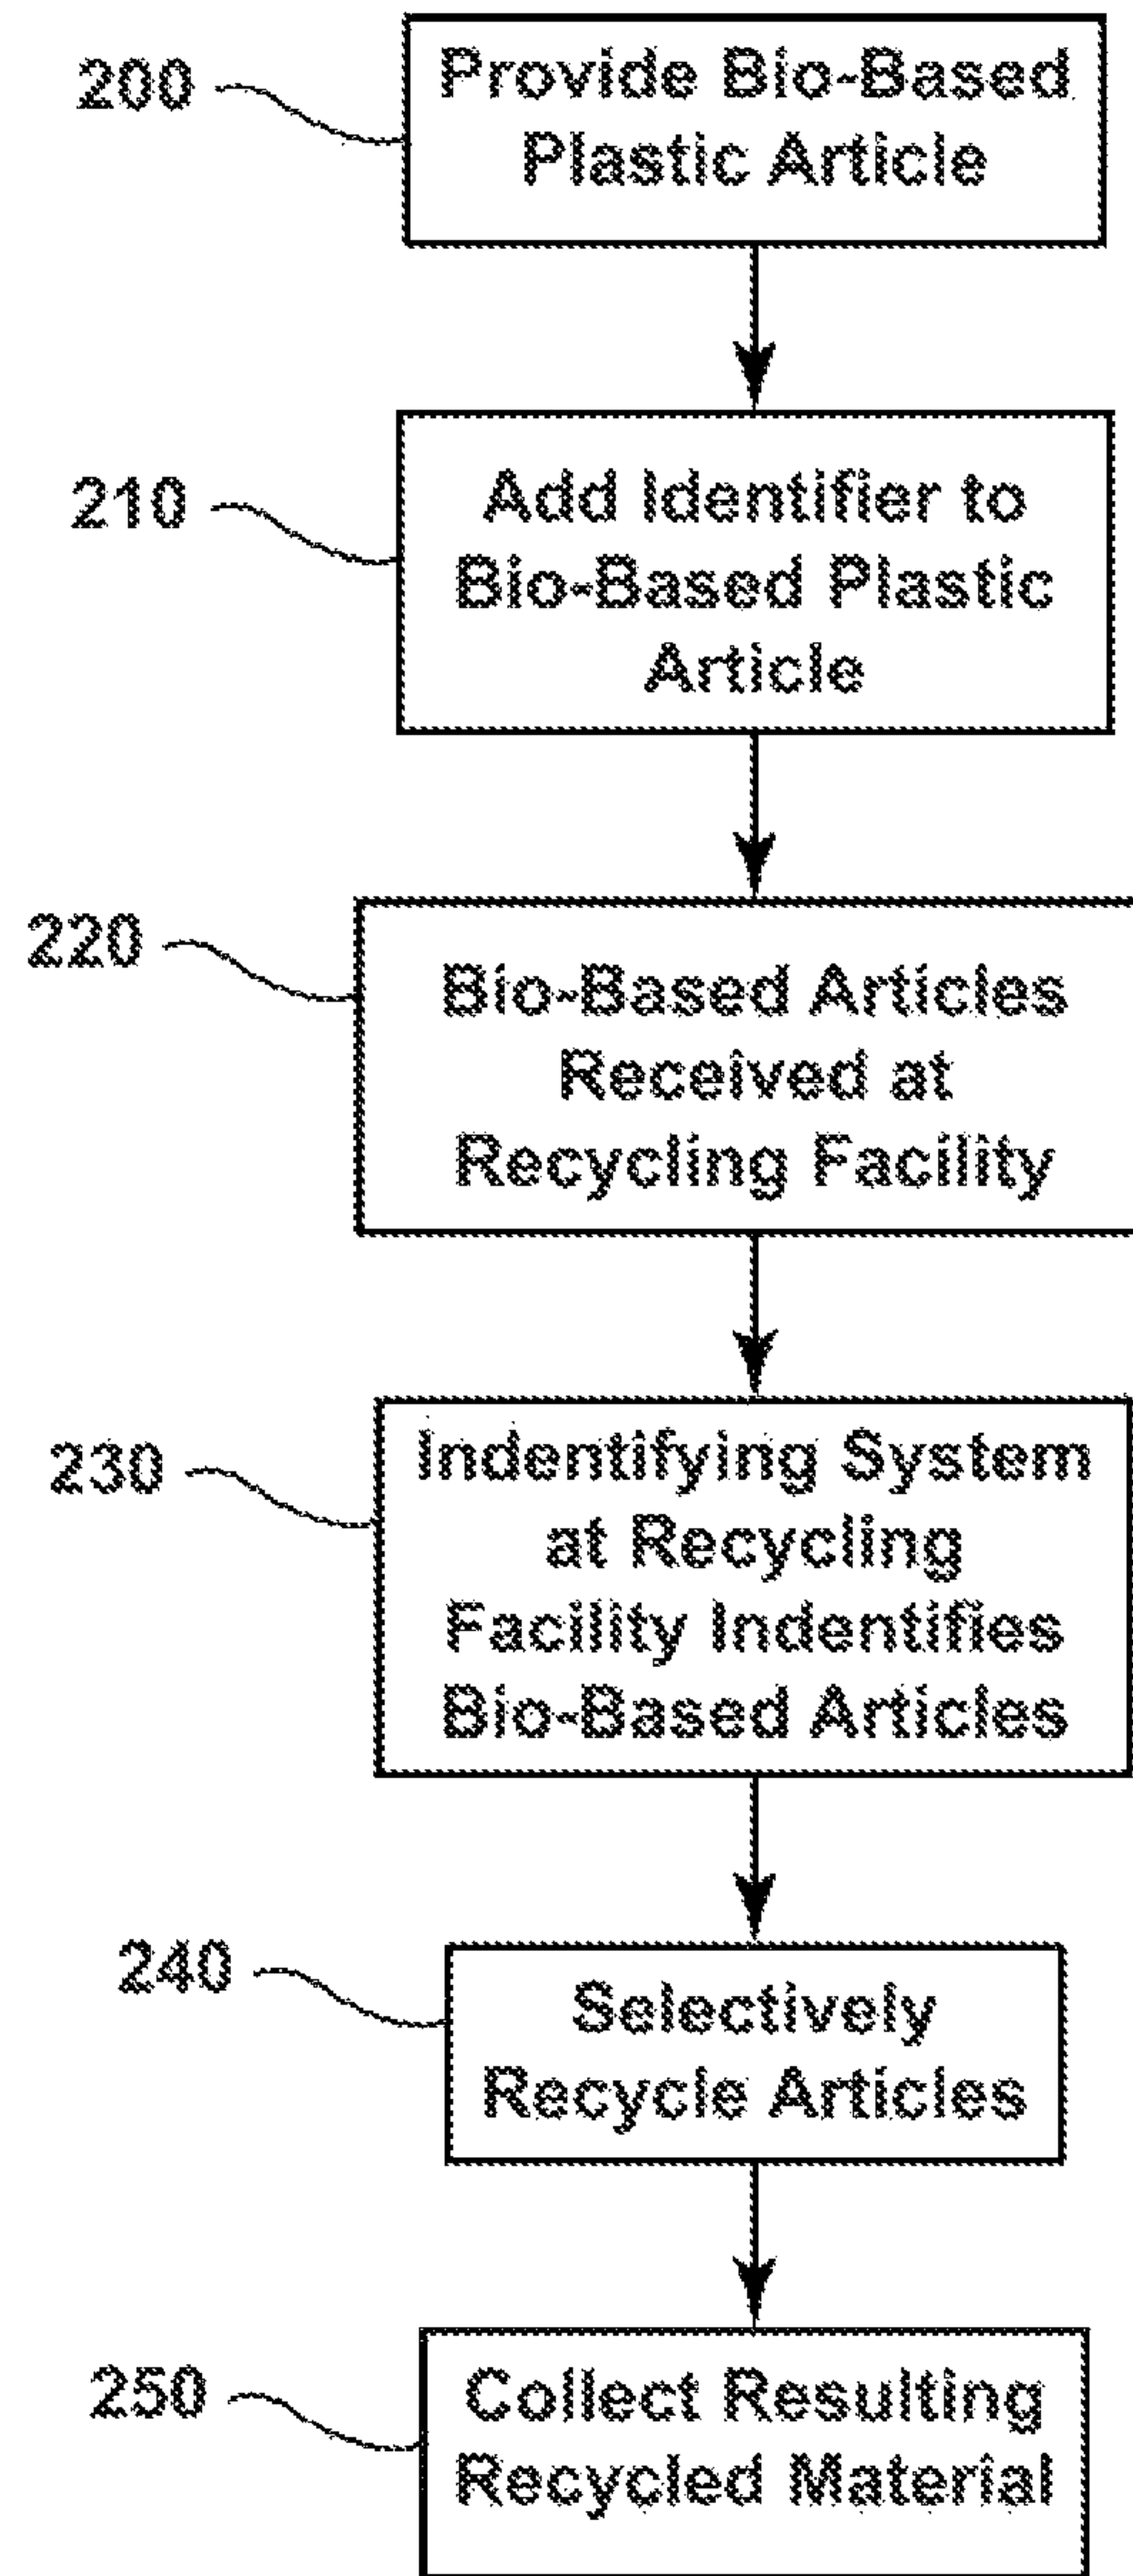 200
Provide Bio-Based
Plastic Article
210
Add Identifier to
Bio-Based Plastic
Article
220
Bio-Based Articles
Received at
Recycling Facility
230
Indentifying System
at Recycling
Facility Indentifies
Bio-Based Articles
240
Selectively
Recycle Articles
250
Collect Resulting
Recycled Material